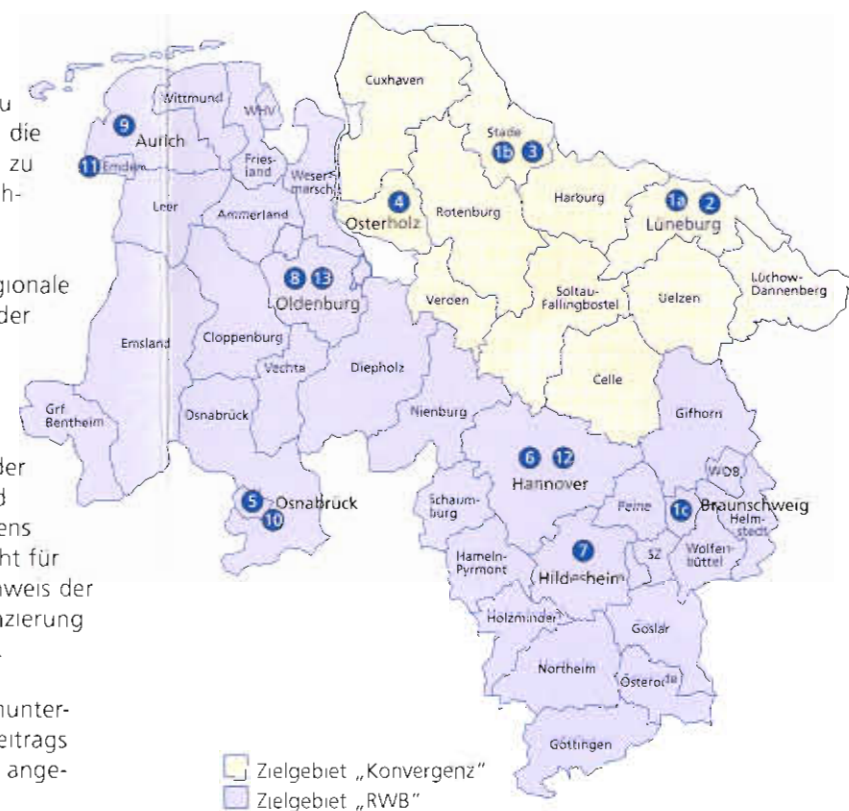 u
die
zu
h-
gionale
der
der
d
ens
ht für
weis der
zierung
hunter-
eitrags
ange-
Cuxhaven
Wittmund
WHV
9
Aurich
11 Emden
Fries-
land
Weser-
marsch
Leer
Ammerland
Stade
1b 3
4
Osterholz
Rotenburg
Harburg
1a 2
Lüneburg
Lüchow-
Dannenberg
8 13
Oldenburg
Verden
Soltau-
Fallingbostel
Uelzen
Emsland
Cloppenburg
Vechta
Diepholz
Celle
Grf.
Bentheim
Osnabrück
Nienburg
Gifhorn
6 12
Hannover
WOB
5 Osnabrück
10
Schaum-
burg
Peine
1c Braunschweig
Helm-
stedt
7
Hildesheim
SZ
Wolfen-
büttel
Hameln-
Pyrmont
Holzminden
Goslar
Northeim
Osterode
Göttingen
Zielgebiet „Konvergenz"
Zielgebiet „RWB"